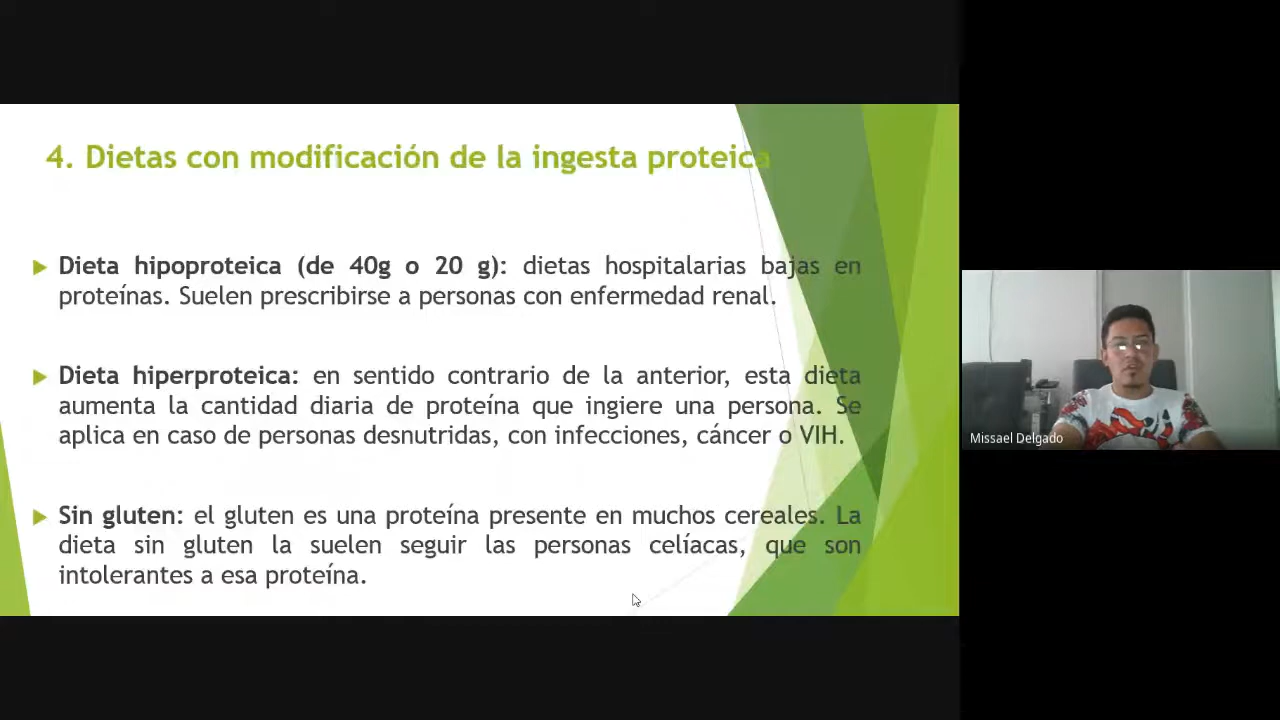 4. Dietas con modificación de la ingesta proteica
Dieta hipoproteica (de 40g o 20 g): dietas hospitalarias bajas en
proteínas. Suelen prescribirse a personas con enfermedad renal.
Dieta hiperproteica: en sentido contrario de la anterior, esta dieta
aumenta la cantidad diaria de proteína que ingiere una persona. Se
aplica en caso de personas desnutridas, con infecciones, cáncer o VIH.
Sin gluten: el gluten es una proteína presente en muchos cereales. La
dieta sin gluten la suelen seguir las personas celíacas, que son
intolerantes a esa proteína.
Missael Delgado